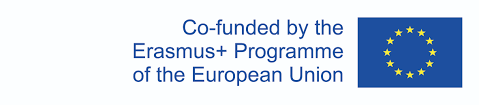 Co-funded by the
Erasmus+ Programme
of the European Union